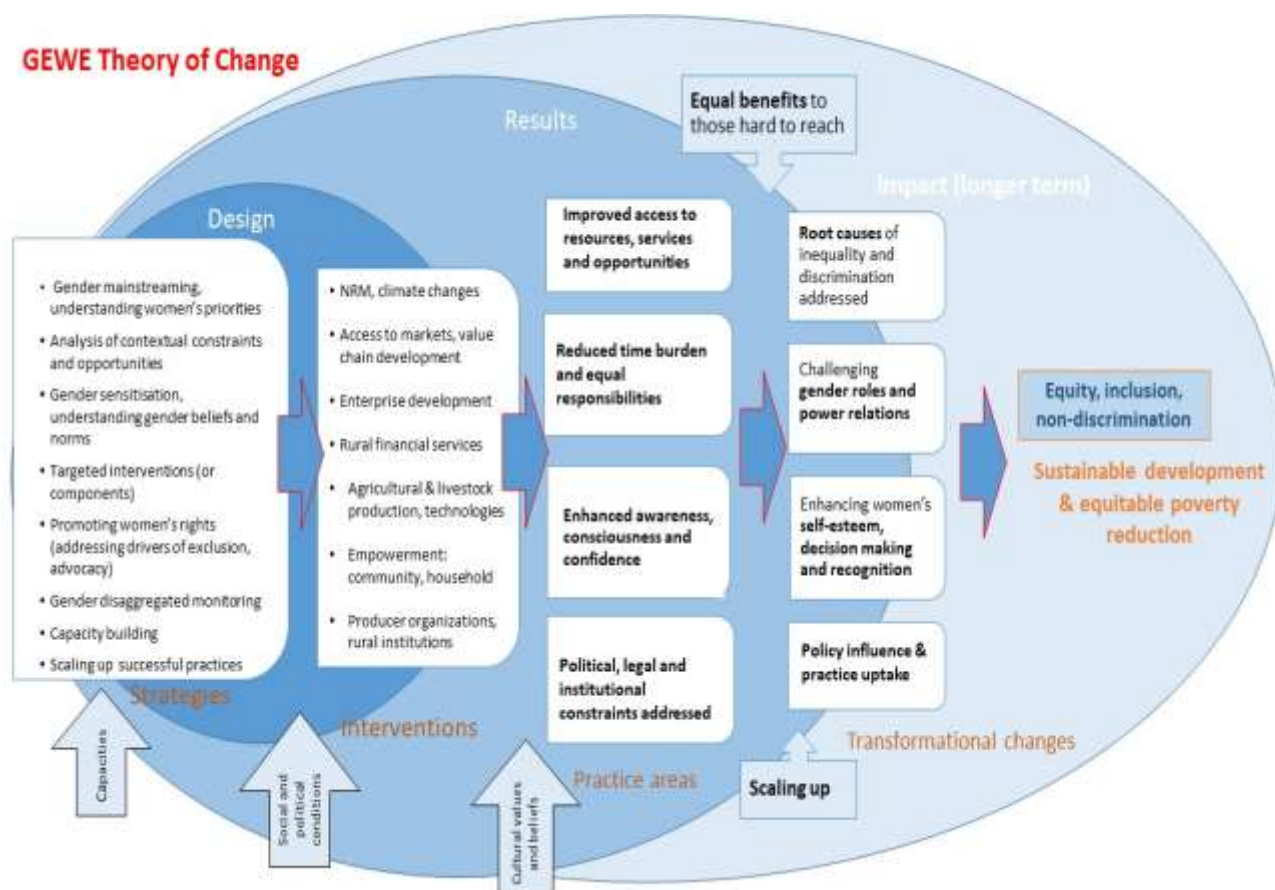 GEWE Theory of Change
Results
Equal benefits to
those hard to reach
Impact (longer term)
Design
• Gender mainstreaming,
understanding women's priorities
• Analysis of contextual constraints
and opportunities
• Gender sensitisation,
understanding gender beliefs and
norms
• Targeted interventions (or
components)
• Promoting women's rights
(addressing drivers of exclusion,
advocacy)
• Gender disaggregated monitoring
• Capacity building
• Scaling up successful practices
Strategies
• NRM, climate changes
• Access to markets, value
chain development
• Enterprise development
• Rural financial services
• Agricultural & livestock
production, technologies
• Empowerment:
community, household
• Producer organizations,
rural institutions
Interventions
Improved access to
resources, services
and opportunities
Reduced time burden
and equal
responsibilities
Enhanced awareness,
consciousness and
confidence
Political, legal and
institutional
constraints addressed
Practice areas
Root causes of
inequality and
discrimination
addressed
Challenging
gender roles and
power relations
Enhancing women's
self-esteem,
decision making
and recognition
Policy influence &
practice uptake
Transformational changes
Scaling up
Equity, inclusion,
non-discrimination
Sustainable development
& equitable poverty
reduction
Capacities
Social and
political
conditions
Cultural values
and beliefs